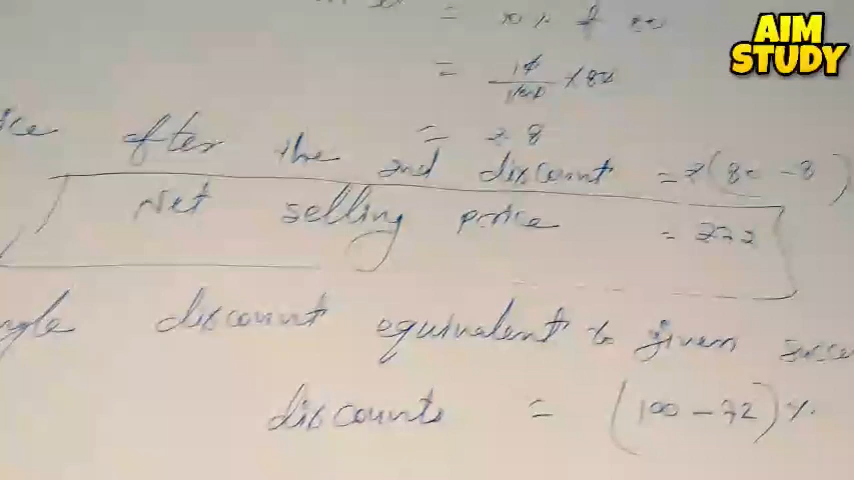 AIM
STUDY
= 10% of 80
= 10/100 × 80
= ₹8
after the 2nd discount = ₹(80 - 8)
Net selling price = ₹72
discount equivalent to given
discounts = (100 - 72)%